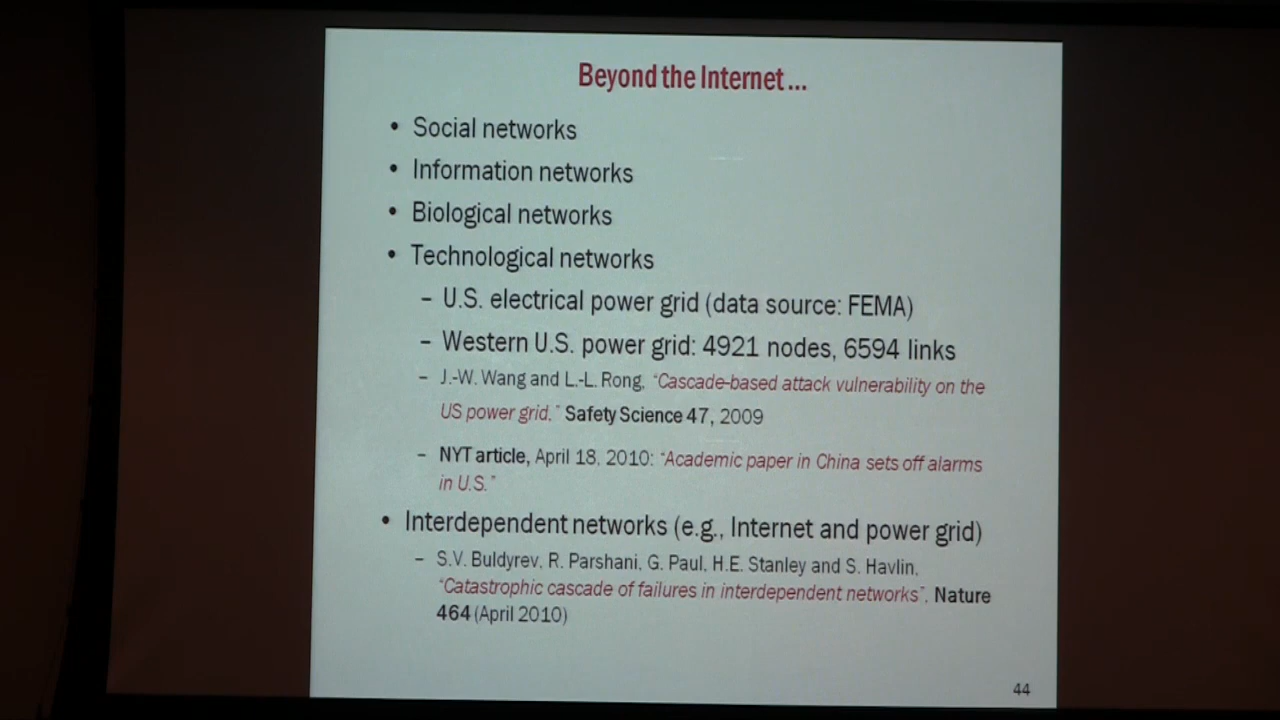 Beyond the Internet...
• Social networks
• Information networks
• Biological networks
• Technological networks
– U.S. electrical power grid (data source: FEMA)
– Western U.S. power grid: 4921 nodes, 6594 links
– J.-W. Wang and L.-L. Rong, "Cascade-based attack vulnerability on the
US power grid." Safety Science 47, 2009
– NYT article, April 18, 2010: "Academic paper in China sets off alarms
in U.S."
• Interdependent networks (e.g., Internet and power grid)
– S.V. Buldyrev, R. Parshani, G. Paul, H.E. Stanley and S. Havlin,
"Catastrophic cascade of failures in interdependent networks", Nature
464 (April 2010)
44